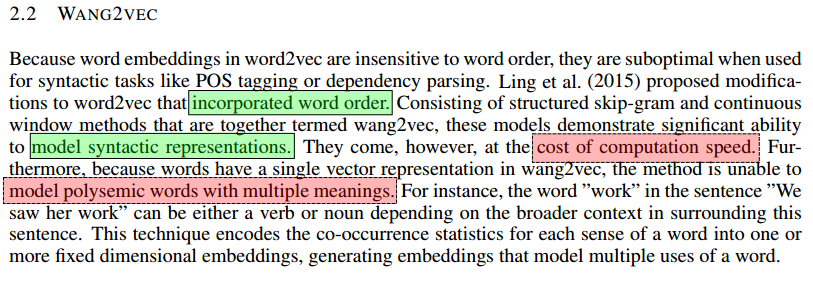 2.2 WANG2VEC
Because word embeddings in word2vec are insensitive to word order, they are suboptimal when used
for syntactic tasks like POS tagging or dependency parsing. Ling et al. (2015) proposed modifica-
tions to word2vec that incorporated word order. Consisting of structured skip-gram and continuous
window methods that are together termed wang2vec, these models demonstrate significant ability
to model syntactic representations. They come, however, at the cost of computation speed. Fur-
thermore, because words have a single vector representation in wang2vec, the method is unable to
model polysemic words with multiple meanings. For instance, the word ”work” in the sentence ”We
saw her work” can be either a verb or noun depending on the broader context in surrounding this
sentence. This technique encodes the co-occurrence statistics for each sense of a word into one or
more fixed dimensional embeddings, generating embeddings that model multiple uses of a word.